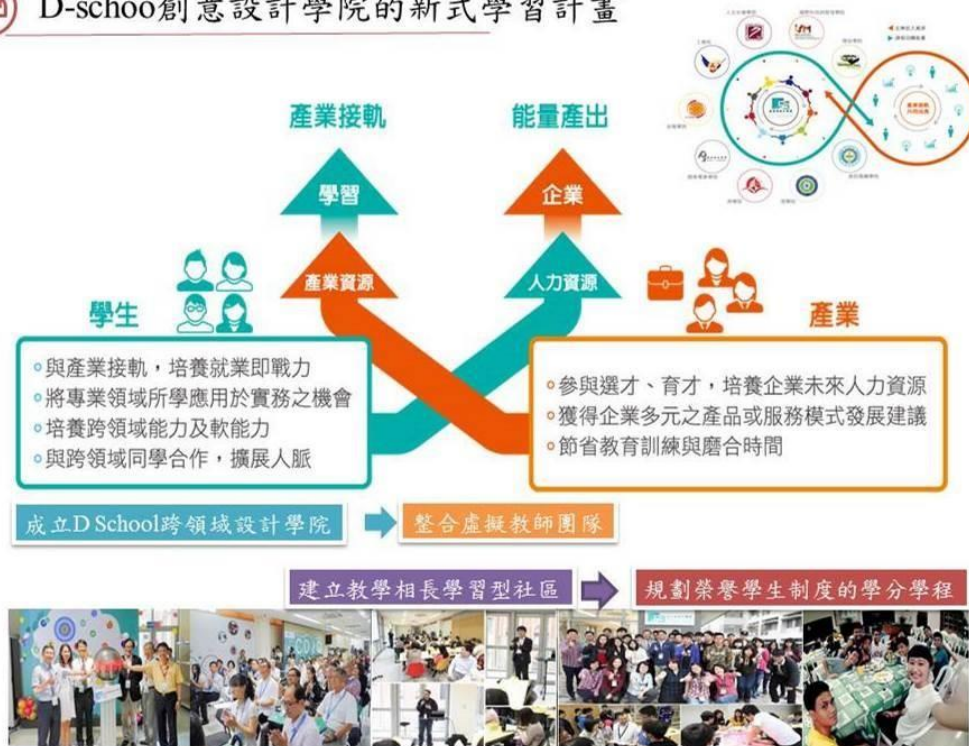 D-schoo創意設計學院的新式學習計畫
產業接軌
能量產出
學習
企業
產業資源
人力資源
學生
產業
與產業接軌，培養就業即戰力
將專業領域所學應用於實務之機會
培養跨領域能力及軟能力
與跨領域同學合作，擴展人脈
參與選才、育才，培養企業未來人力資源
獲得企業多元之產品或服務模式發展建議
節省教育訓練與磨合時間
成立D School跨領域設計學院
整合虛擬教師團隊
建立教學相長學習型社區
規劃榮譽學生制度的學分學程